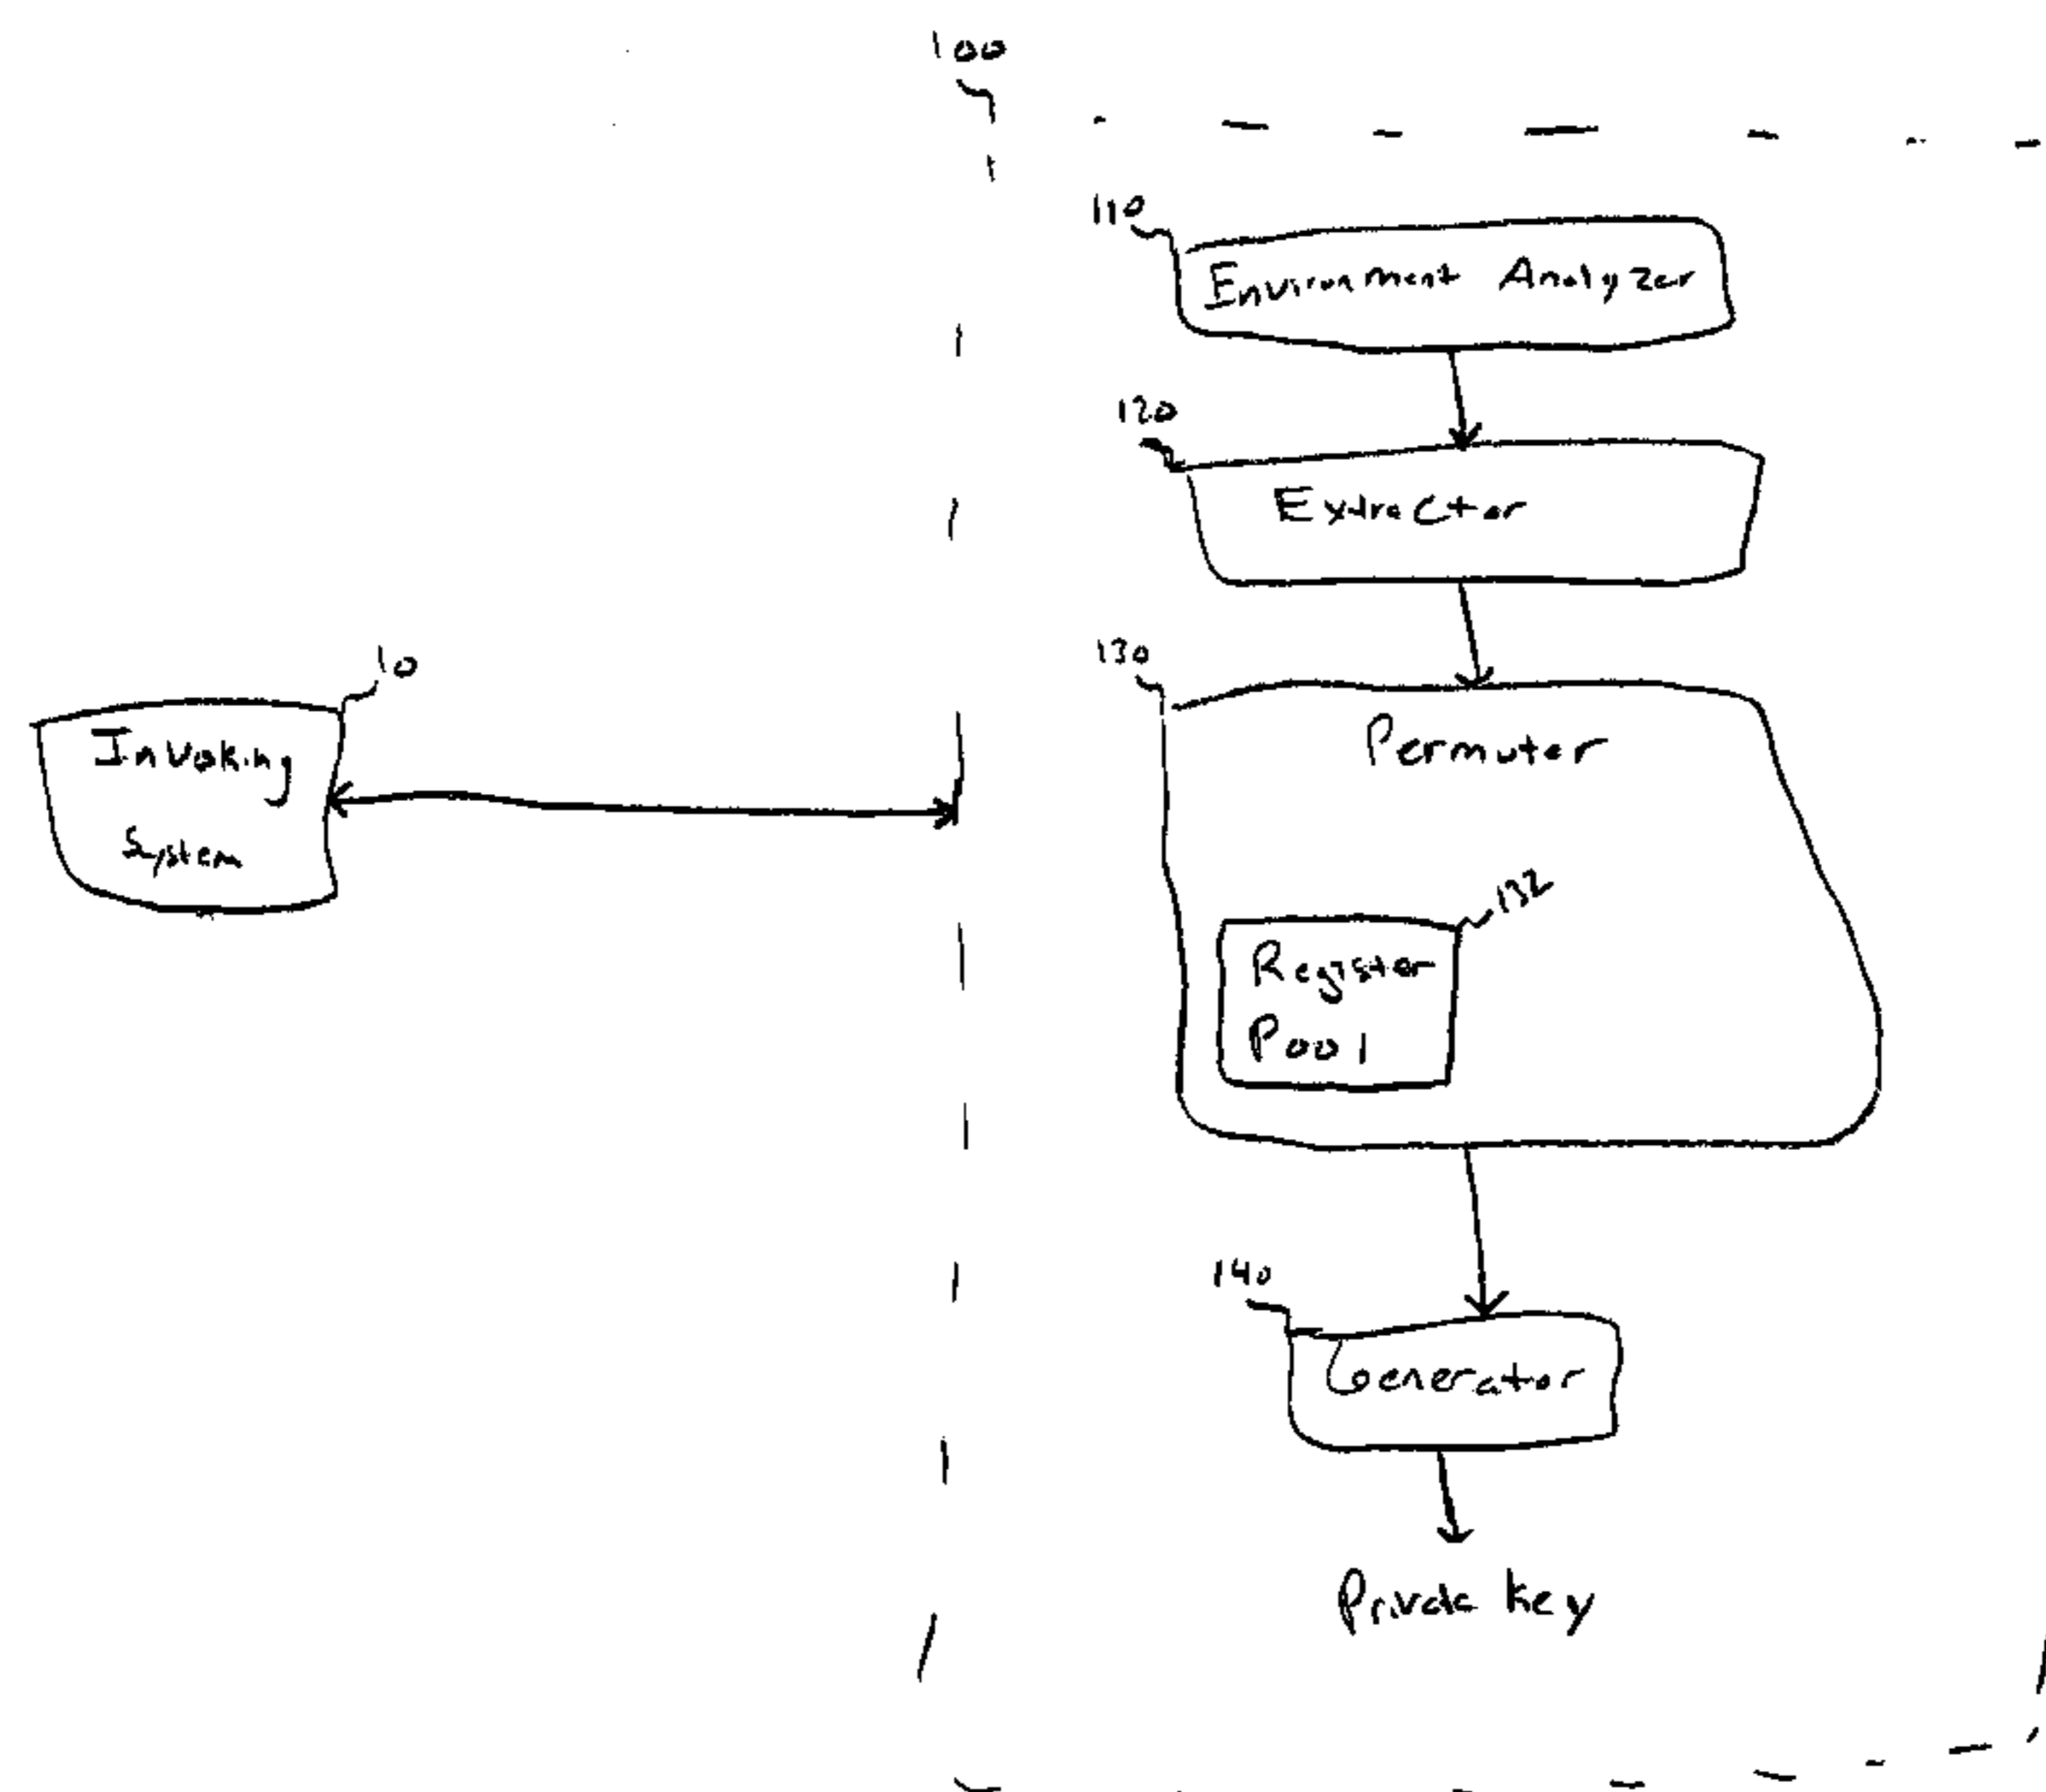 100
110
Environment Analyzer
120
Extractor
130
Permuter
10
Invoking
System
132
Register
Pool
140
Generator
Private key